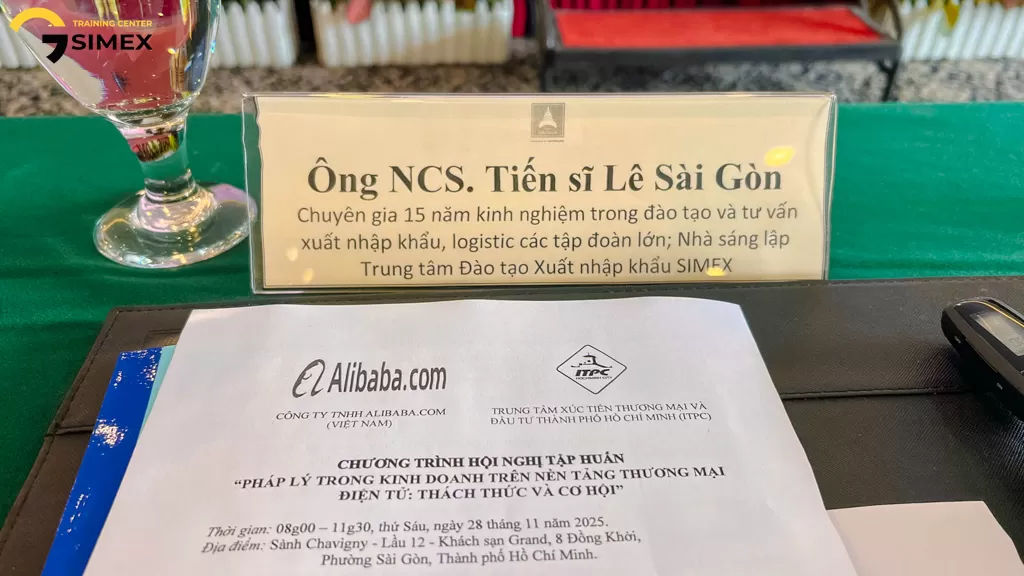 TRAINING CENTER
SIMEX
Ông NCS. Tiến sĩ Lê Sài Gòn
Chuyên gia 15 năm kinh nghiệm trong đào tạo và tư vấn
xuất nhập khẩu, logistic các tập đoàn lớn; Nhà sáng lập
Trung tâm Đào tạo Xuất nhập khẩu SIMEX
Alibaba.com
CÔNG TY TNHH ALIBABA.COM
(VIỆT NAM)
ITPC
TRUNG TÂM XÚC TIẾN THƯƠNG MẠI VÀ
ĐẦU TƯ THÀNH PHỐ HỒ CHÍ MINH (ITPC)
CHƯƠNG TRÌNH HỘI NGHỊ TẬP HUẤN
“PHÁP LÝ TRONG KINH DOANH TRÊN NỀN TẢNG THƯƠNG MẠI
ĐIỆN TỬ: THÁCH THỨC VÀ CƠ HỘI”
Thời gian: 08g00 – 11g30, thứ Sáu, ngày 28 tháng 11 năm 2025.
Địa điểm: Sảnh Chavigny - Lầu 12 - Khách sạn Grand, 8 Đồng Khởi,
Phường Sài Gòn, Thành phố Hồ Chí Minh.